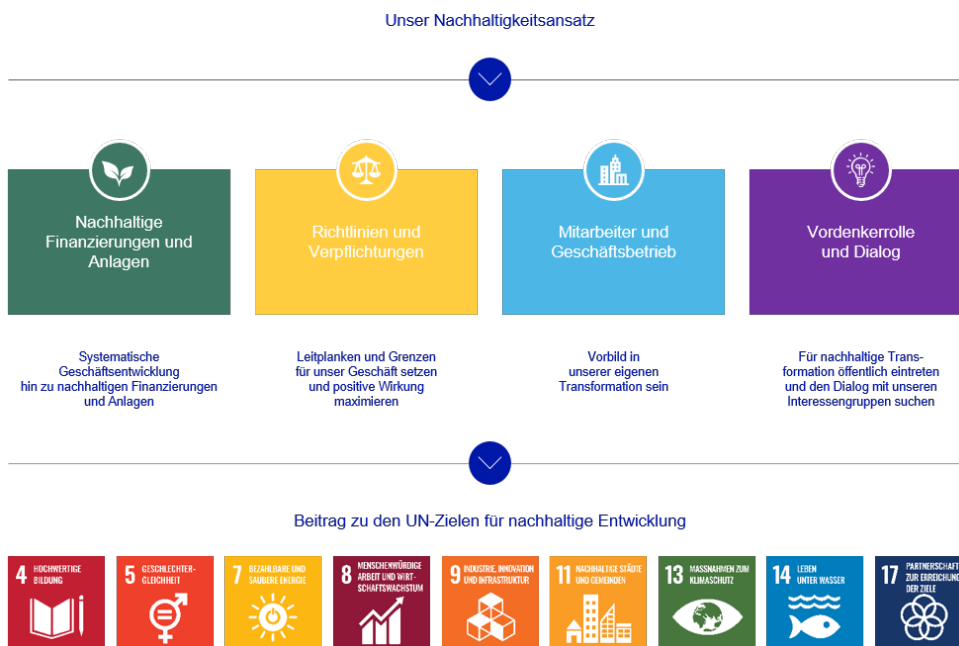 Unser Nachhaltigkeitsansatz
Nachhaltige
Finanzierungen und
Anlagen
Richtlinien und
Verpflichtungen
Mitarbeiter und
Geschäftsbetrieb
Vordenkerrolle
und Dialog
Systematische
Geschäftsentwicklung
hin zu nachhaltigen Finanzierungen
und Anlagen
Leitplanken und Grenzen
für unser Geschäft setzen
und positive Wirkung
maximieren
Vorbild in
unserer eigenen
Transformation sein
Für nachhaltige Trans-
formation öffentlich eintreten
und den Dialog mit unseren
Interessengruppen suchen
Beitrag zu den UN-Zielen für nachhaltige Entwicklung
4 HOCHWERTIGE
BILDUNG
5 GESCHLECHTER-
GLEICHHEIT
7 BEZAHLBARE UND
SAUBERE ENERGIE
8 MENSCHENWÜRDIGE
ARBEIT UND WIRT-
SCHAFTSWACHSTUM
9 INDUSTRIE, INNOVATION
UND INFRASTRUKTUR
11 NACHHALTIGE STÄDTE
UND GEMEINDEN
13 MASSNAHMEN ZUM
KLIMASCHUTZ
14 LEBEN
UNTER WASSER
17 PARTNERSCHAFT
ZUR ERREICHUNG
DER ZIELE